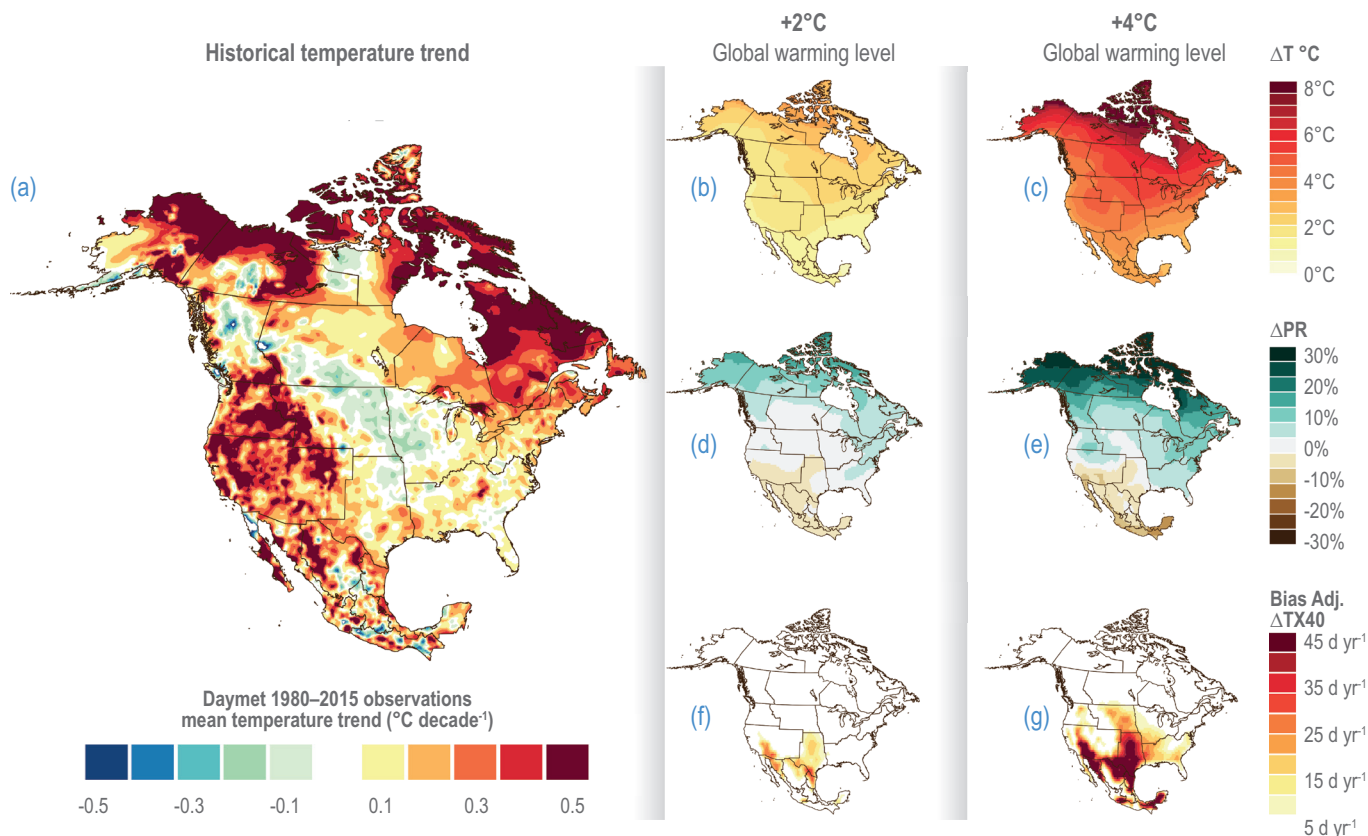 Historical temperature trend
+2°C
Global warming level
+4°C
Global warming level
(a)
(b)
(c)
(d)
(e)
(f)
(g)
∆T °C
8°C
6°C
4°C
2°C
0°C
∆PR
30%
20%
10%
0%
-10%
-20%
-30%
Bias Adj.
∆TX40
45 d yr⁻¹
35 d yr⁻¹
25 d yr⁻¹
15 d yr⁻¹
5 d yr⁻¹
Daymet 1980–2015 observations
mean temperature trend (°C decade⁻¹)
-0.5 -0.3 -0.1 0.1 0.3 0.5